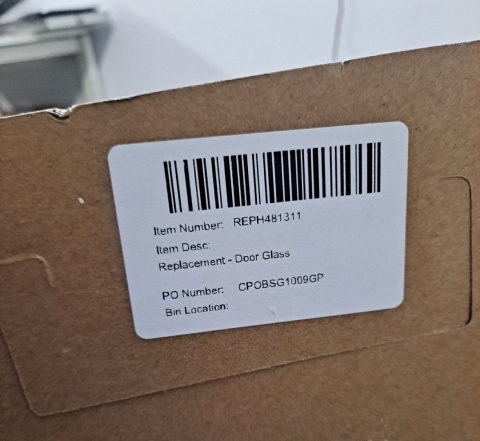 Item Number: REPH481311
Item Desc:
Replacement - Door Glass
PO Number: CPOBSG1009GP
Bin Location: